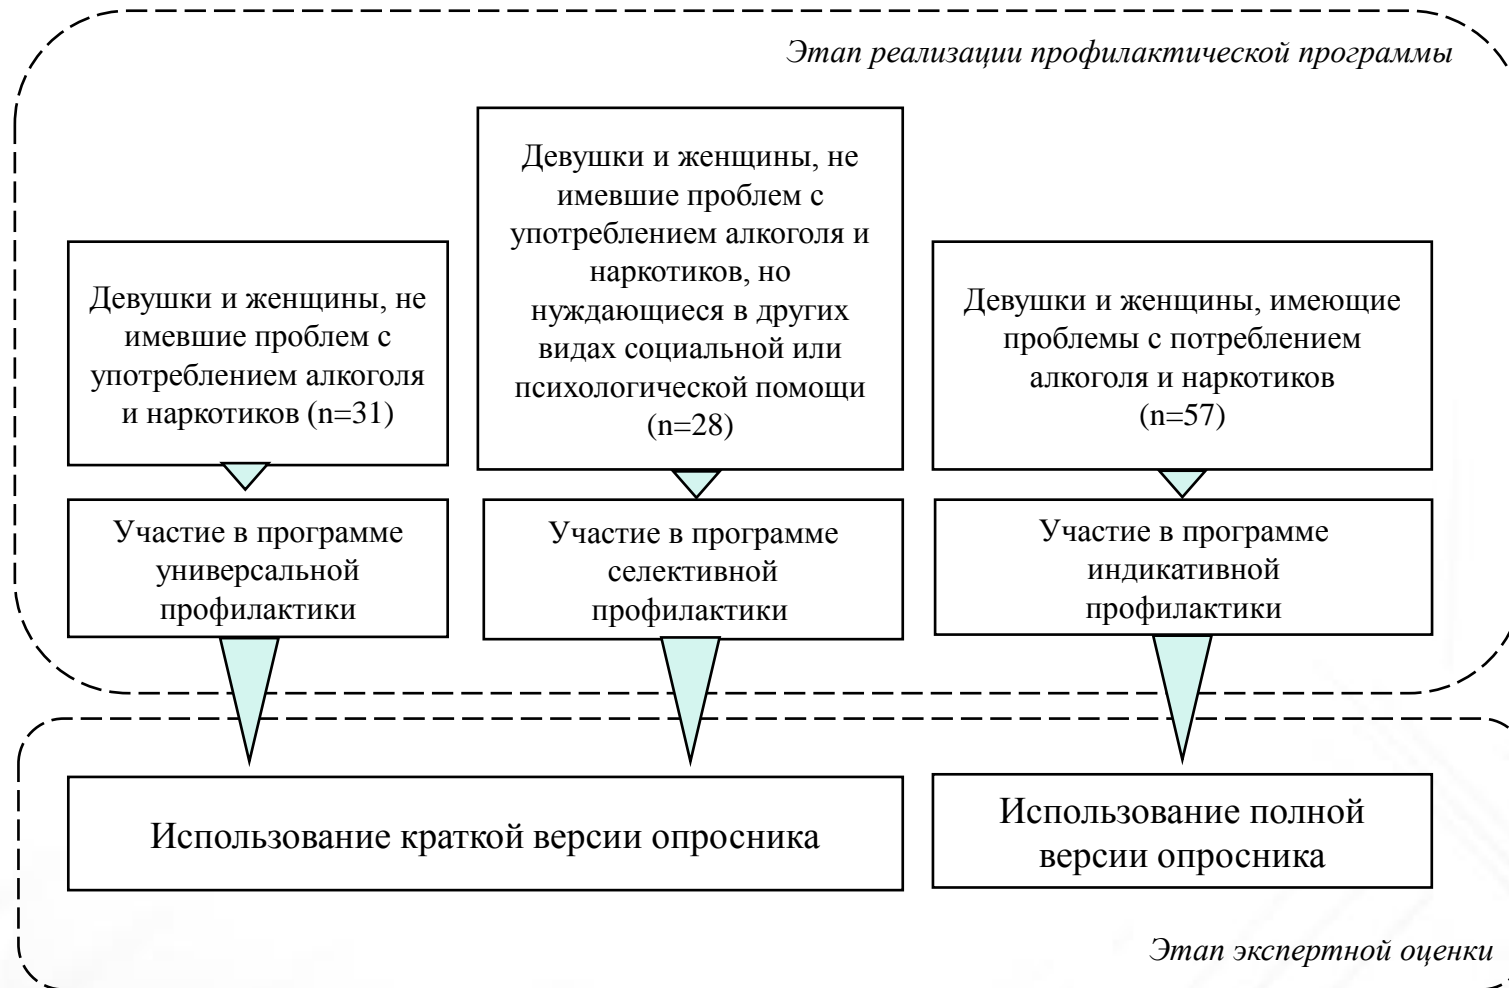 Этап реализации профилактической программы
Девушки и женщины, не
имевшие проблем с
употреблением алкоголя
и наркотиков (n=31)
Девушки и женщины, не
имевшие проблем с
употреблением алкоголя и
наркотиков, но
нуждающиеся в других
видах социальной или
психологической помощи
(n=28)
Девушки и женщины, имеющие
проблемы с потреблением
алкоголя и наркотиков
(n=57)
Участие в программе
универсальной
профилактики
Участие в программе
селективной
профилактики
Участие в программе
индикативной
профилактики
Использование краткой версии опросника
Использование полной
версии опросника
Этап экспертной оценки